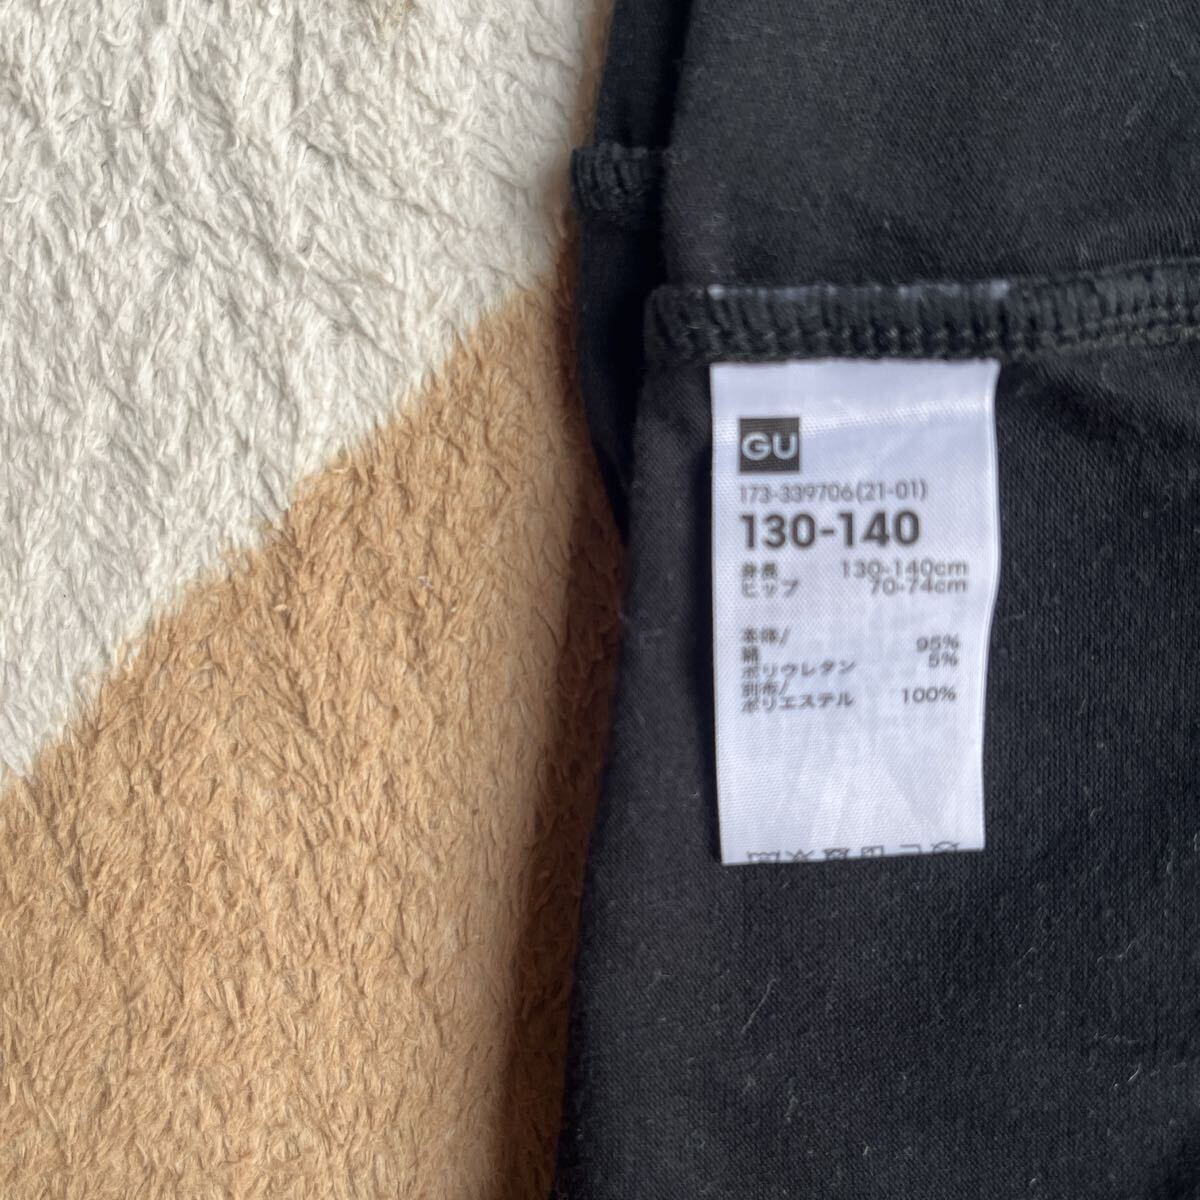 GU
173-339706(21-01)
130-140
身長 130-140cm
ヒップ 70-74cm
本体/
綿 95%
ポリウレタン 5%
別布/
ポリエステル 100%